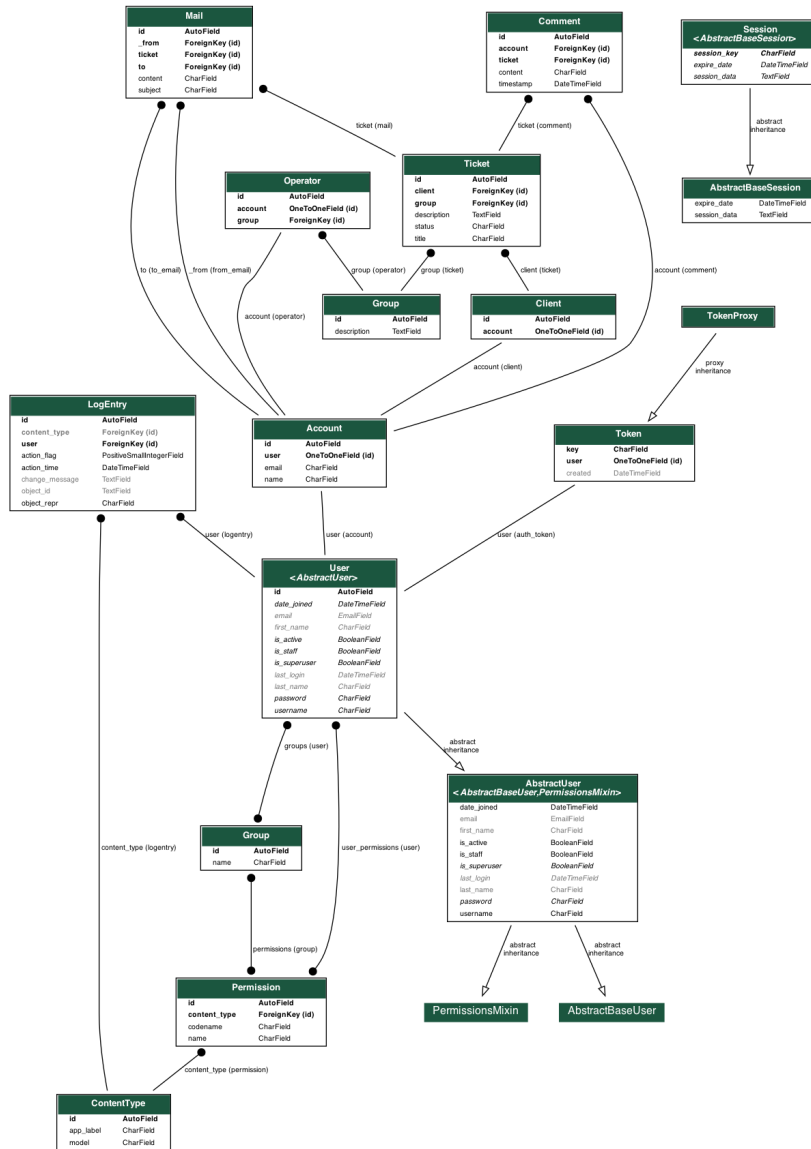 Mail
id AutoField
_from ForeignKey (id)
ticket ForeignKey (id)
to ForeignKey (id)
content CharField
subject CharField
Comment
id AutoField
account ForeignKey (id)
ticket ForeignKey (id)
content CharField
timestamp DateTimeField
Session
<AbstractBaseSession>
session_key CharField
expire_date DateTimeField
session_data TextField
ticket (mail)
ticket (comment)
abstract
inheritance
Operator
id AutoField
account OneToOneField (id)
group ForeignKey (id)
Ticket
id AutoField
client ForeignKey (id)
group ForeignKey (id)
description TextField
status CharField
title CharField
AbstractBaseSession
expire_date DateTimeField
session_data TextField
to (to_email)
_from (from_email)
group (operator)
group (ticket)
client (ticket)
account (comment)
account (operator)
Group
id AutoField
description TextField
Client
id AutoField
account OneToOneField (id)
TokenProxy
account (client)
proxy
inheritance
LogEntry
id AutoField
content_type ForeignKey (id)
user ForeignKey (id)
action_flag PositiveSmallIntegerField
action_time DateTimeField
change_message TextField
object_id TextField
object_repr CharField
Account
id AutoField
user OneToOneField (id)
email CharField
name CharField
Token
key CharField
user OneToOneField (id)
created DateTimeField
user (logentry)
user (account)
user (auth_token)
User
<AbstractUser>
id AutoField
date_joined DateTimeField
email EmailField
first_name CharField
is_active BooleanField
is_staff BooleanField
is_superuser BooleanField
last_login DateTimeField
last_name CharField
password CharField
username CharField
groups (user)
abstract
inheritance
AbstractUser
<AbstractBaseUser,PermissionsMixin>
date_joined DateTimeField
email EmailField
first_name CharField
is_active BooleanField
is_staff BooleanField
is_superuser BooleanField
last_login DateTimeField
last_name CharField
password CharField
username CharField
Group
id AutoField
name CharField
content_type (logentry)
user_permissions (user)
permissions (group)
abstract
inheritance
abstract
inheritance
Permission
id AutoField
content_type ForeignKey (id)
codename CharField
name CharField
PermissionsMixin
AbstractBaseUser
content_type (permission)
ContentType
id AutoField
app_label CharField
model CharField